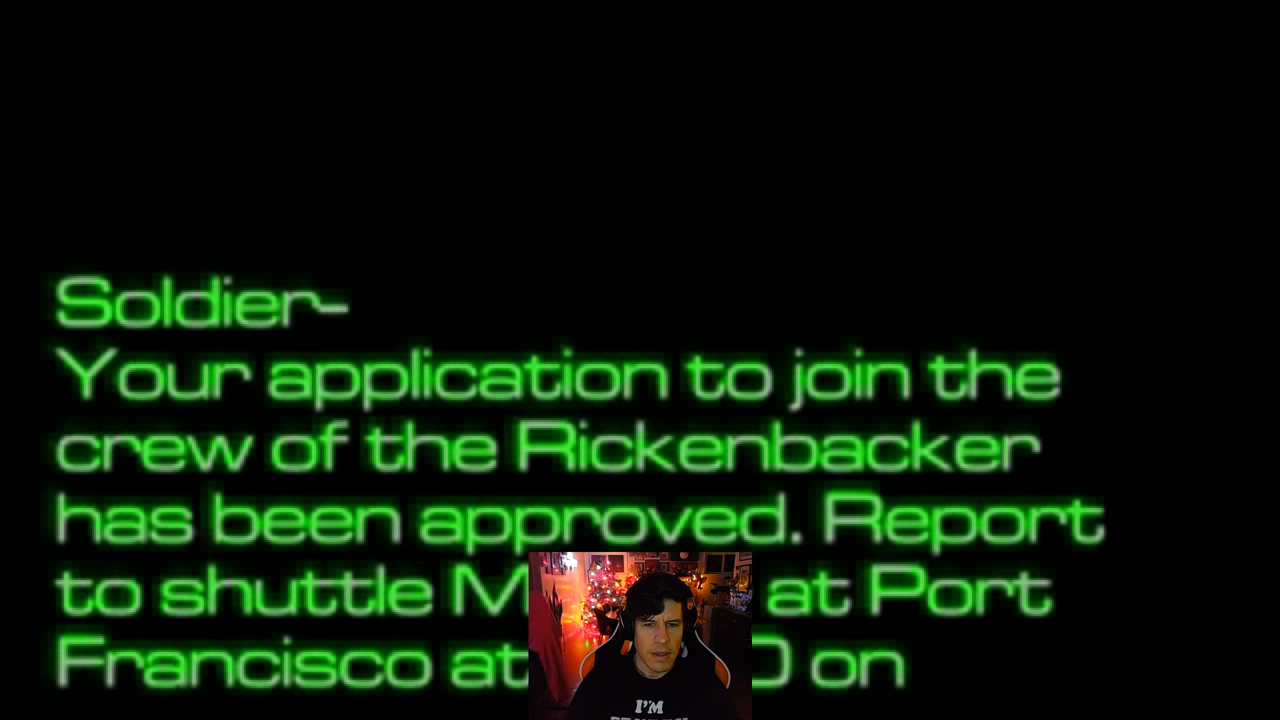 Soldier-
Your application to join the
crew of the Rickenbacker
has been approved. Report
to shuttle at Port
Francisco at on
I'M